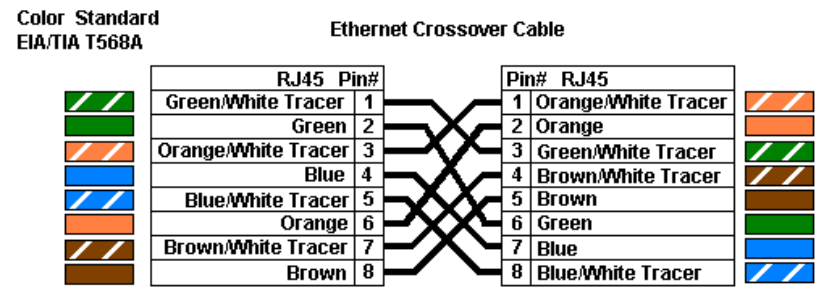 Color Standard
EIA/TIA T568A
Ethernet Crossover Cable
RJ45 Pin#
Green/White Tracer 1
Green 2
Orange/White Tracer 3
Blue 4
Blue/White Tracer 5
Orange 6
Brown/White Tracer 7
Brown 8
Pin# RJ45
1 Orange/White Tracer
2 Orange
3 Green/White Tracer
4 Brown/White Tracer
5 Brown
6 Green
7 Blue
8 Blue/White Tracer